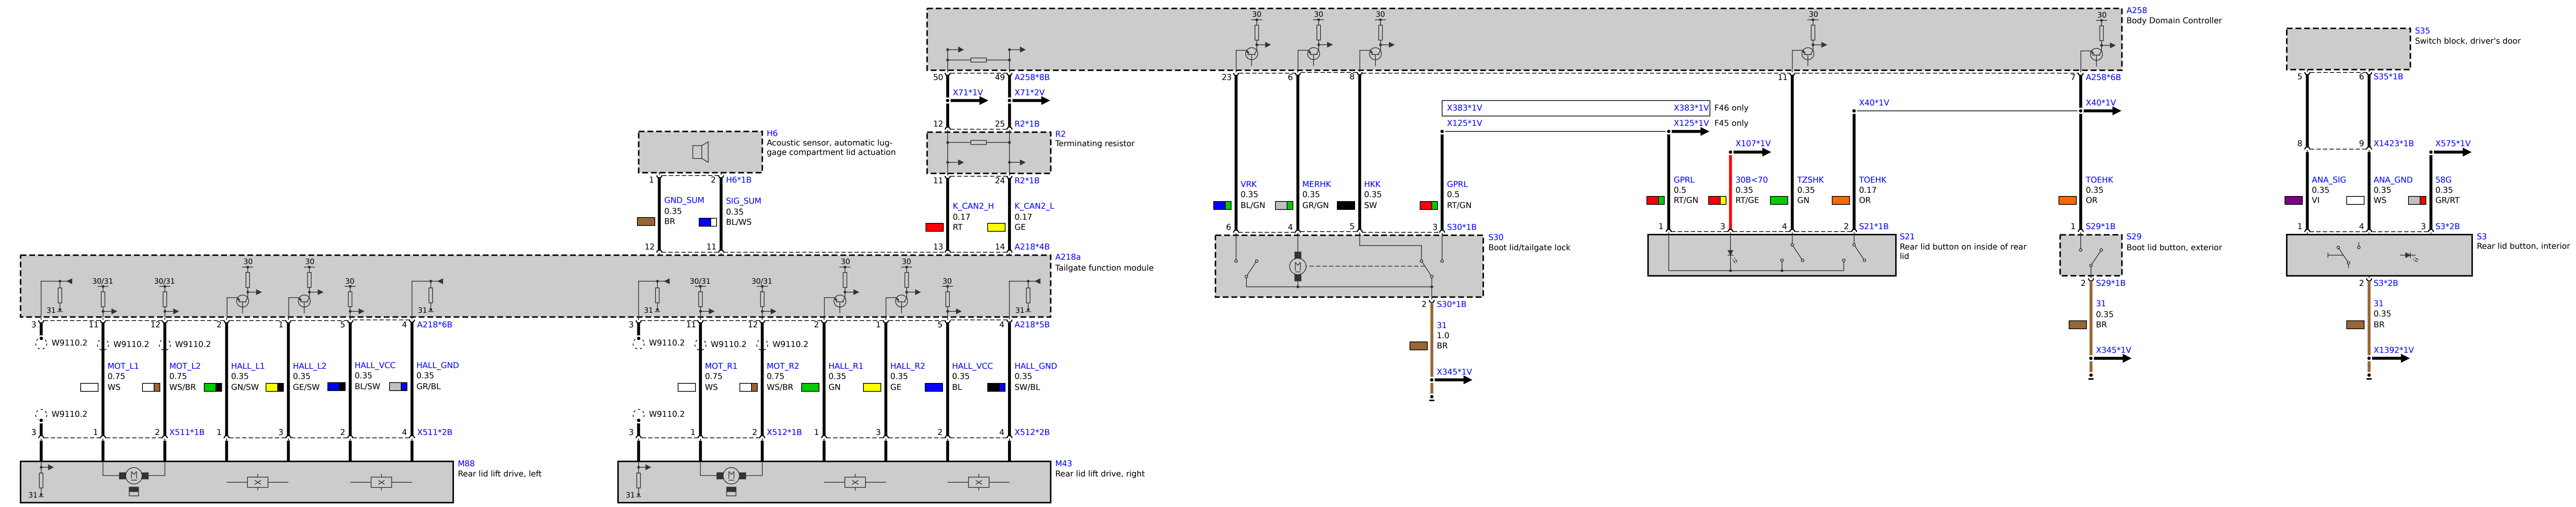 30
30
30
30
30
A258
Body Domain Controller
S35
Switch block, driver's door
50
49
A258*8B
23
6
8
11
7
A258*6B
5
6
S35*1B
X71*1V
X71*2V
X383*1V
X383*1V
F46 only
X40*1V
X40*1V
12
25
R2*1B
X125*1V
X125*1V
F45 only
H6
Acoustic sensor, automatic lug-
gage compartment lid actuation
R2
Terminating resistor
8
9
X1423*1B
X107*1V
X575*1V
1
2
H6*1B
11
24
R2*1B
GND_SUM
0.35
BR
SIG_SUM
0.35
BL/WS
K_CAN2_H
0.17
RT
K_CAN2_L
0.17
GE
VRK
0.35
BL/GN
MERHK
0.35
GR/GN
HKK
0.35
SW
GPRL
0.5
RT/GN
GPRL
0.5
RT/GN
30B<70
0.35
RT/GE
TZSHK
0.35
GN
TOEHK
0.17
OR
TOEHK
0.35
OR
ANA_SIG
0.35
VI
ANA_GND
0.35
WS
58G
0.35
GR/RT
12
11
13
14
A218*4B
6
4
5
3
S30*1B
1
3
4
2
S21*1B
1
S29*1B
1
4
3
S3*2B
A218a
Tailgate function module
S30
Boot lid/tailgate lock
M
S21
Rear lid button on inside of rear
lid
S29
Boot lid button, exterior
S3
Rear lid button, interior
31
30/31
30/31
30
30
30
31
31
30/31
30/31
30
30
30
31
2
S30*1B
2
S29*1B
2
S3*2B
31
1.0
BR
31
0.35
BR
31
0.35
BR
X345*1V
X345*1V
X1392*1V
3
11
12
2
1
5
4
A218*6B
3
11
12
2
1
5
4
A218*5B
W9110.2
W9110.2
W9110.2
W9110.2
W9110.2
W9110.2
MOT_L1
0.75
WS
MOT_L2
0.75
WS/BR
HALL_L1
0.35
GN/SW
HALL_L2
0.35
GE/SW
HALL_VCC
0.35
BL/SW
HALL_GND
0.35
GR/BL
MOT_R1
0.75
WS
MOT_R2
0.75
WS/BR
HALL_R1
0.35
GN
HALL_R2
0.35
GE
HALL_VCC
0.35
BL
HALL_GND
0.35
SW/BL
W9110.2
W9110.2
3
1
2
X511*1B
1
3
2
4
X511*2B
3
1
2
X512*1B
1
3
2
4
X512*2B
M88
Rear lid lift drive, left
31
M
M43
Rear lid lift drive, right
31
M